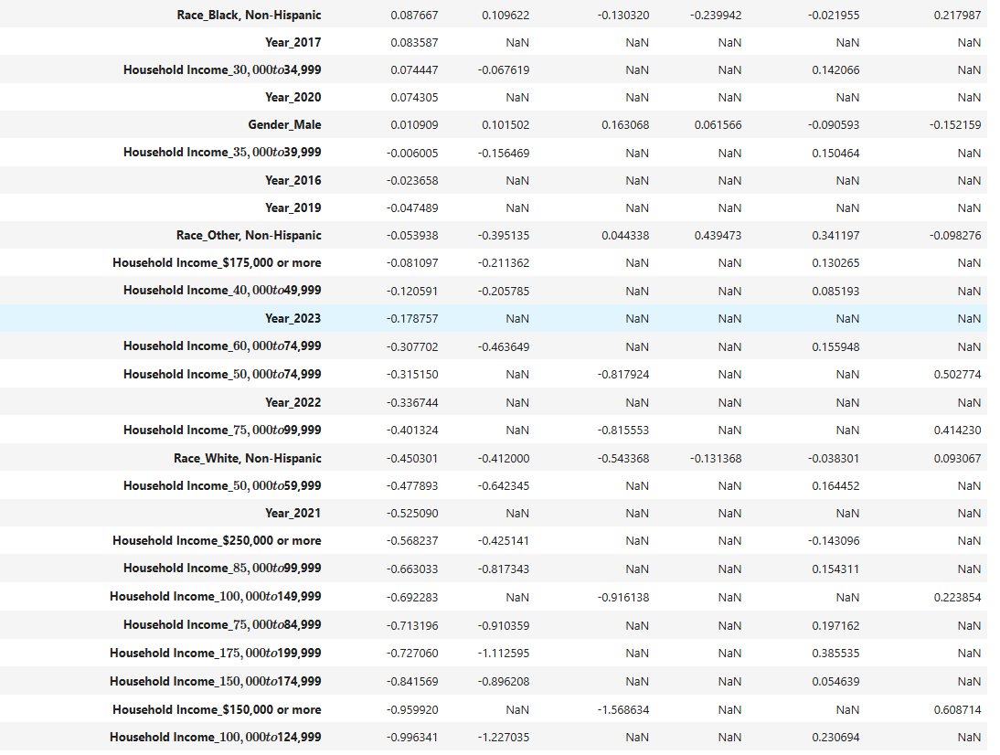 Race_Black, Non-Hispanic 0.087667 0.109622 -0.130320 -0.239942 -0.021955 0.217987
Year_2017 0.083587 NaN NaN NaN NaN NaN
Household Income_30,000to34,999 0.074447 -0.067619 NaN NaN 0.142066 NaN
Year_2020 0.074305 NaN NaN NaN NaN NaN
Gender_Male 0.010909 0.101502 0.163068 0.061566 -0.090593 -0.152159
Household Income_35,000to39,999 -0.006005 -0.156469 NaN NaN 0.150464 NaN
Year_2016 -0.023658 NaN NaN NaN NaN NaN
Year_2019 -0.047489 NaN NaN NaN NaN NaN
Race_Other, Non-Hispanic -0.053938 -0.395135 0.044338 0.439473 0.341197 -0.098276
Household Income_$175,000 or more -0.081097 -0.211362 NaN NaN 0.130265 NaN
Household Income_40,000to49,999 -0.120591 -0.205785 NaN NaN 0.085193 NaN
Year_2023 -0.178757 NaN NaN NaN NaN NaN
Household Income_60,000to74,999 -0.307702 -0.463649 NaN NaN 0.155948 NaN
Household Income_50,000to74,999 -0.315150 NaN -0.817924 NaN NaN 0.502774
Year_2022 -0.336744 NaN NaN NaN NaN NaN
Household Income_75,000to99,999 -0.401324 NaN -0.815553 NaN NaN 0.414230
Race_White, Non-Hispanic -0.450301 -0.412000 -0.543368 -0.131368 -0.038301 0.093067
Household Income_50,000to59,999 -0.477893 -0.642345 NaN NaN 0.164452 NaN
Year_2021 -0.525090 NaN NaN NaN NaN NaN
Household Income_$250,000 or more -0.568237 -0.425141 NaN NaN -0.143096 NaN
Household Income_85,000to99,999 -0.663033 -0.817343 NaN NaN 0.154311 NaN
Household Income_100,000to149,999 -0.692283 NaN -0.916138 NaN NaN 0.223854
Household Income_75,000to84,999 -0.713196 -0.910359 NaN NaN 0.197162 NaN
Household Income_175,000to199,999 -0.727060 -1.112595 NaN NaN 0.385535 NaN
Household Income_150,000to174,999 -0.841569 -0.896208 NaN NaN 0.054639 NaN
Household Income_$150,000 or more -0.959920 NaN -1.568634 NaN NaN 0.608714
Household Income_100,000to124,999 -0.996341 -1.227035 NaN NaN 0.230694 NaN